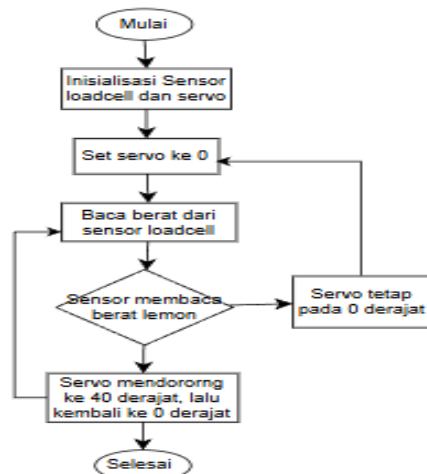 Mulai
Inisialisasi Sensor
loadcell dan servo
Set servo ke 0
Baca berat dari
sensor loadcell
Sensor membaca
berat lemon
Servo tetap
pada 0 derajat
Servo mendororng
ke 40 derajat, lalu
kembali ke 0 derajat
Selesai